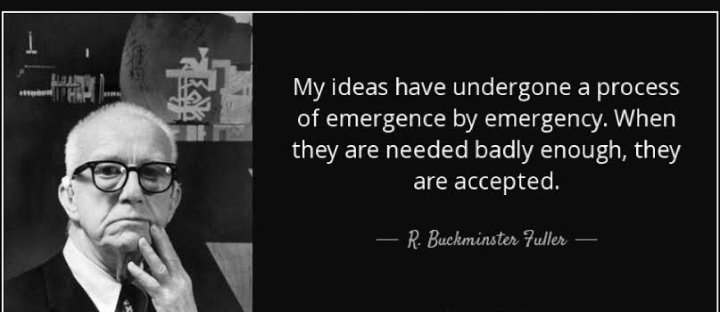 My ideas have undergone a process
of emergence by emergency. When
they are needed badly enough, they
are accepted.
— R. Buckminster Fuller —